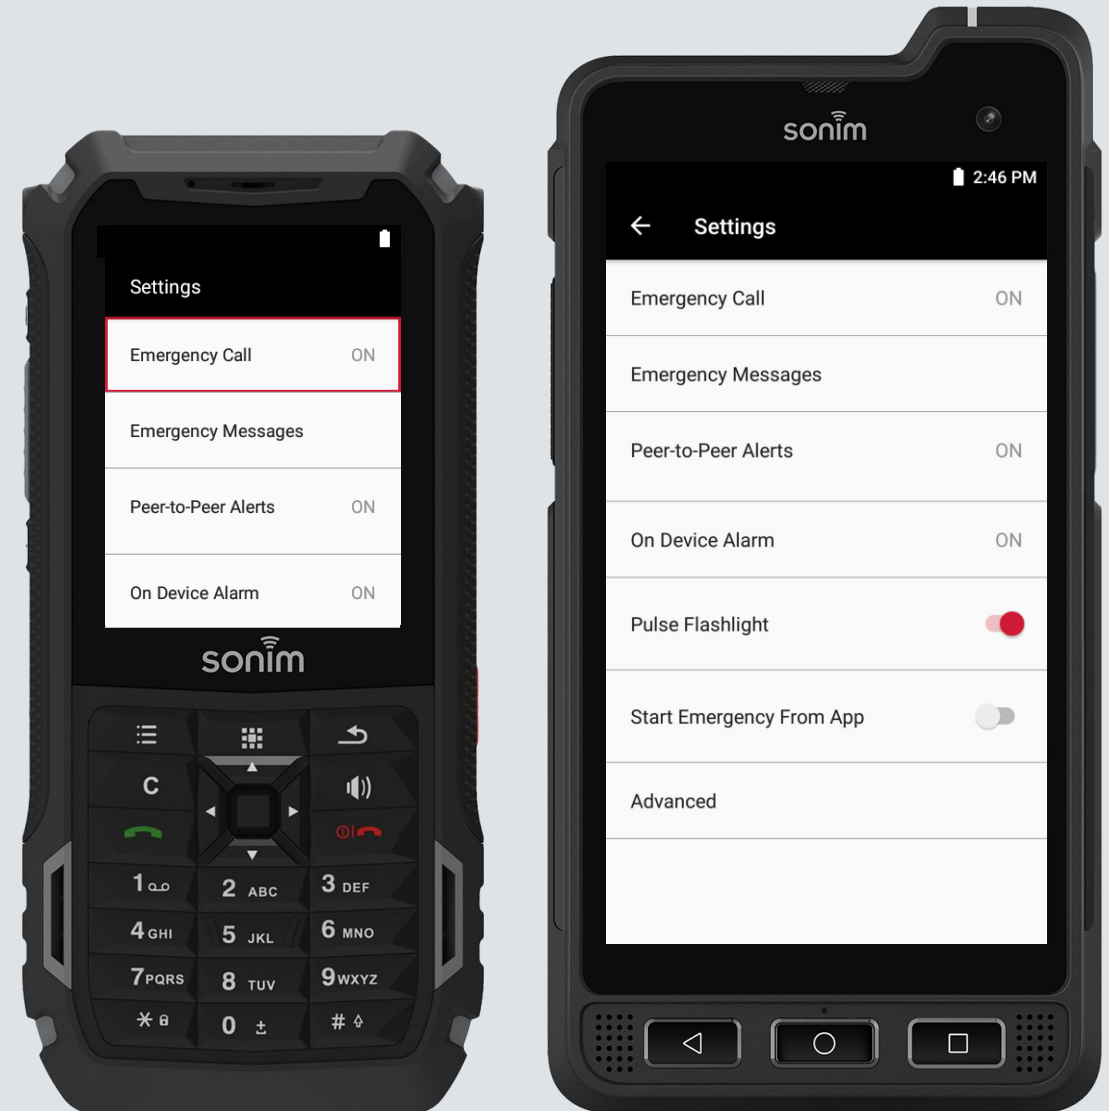 Settings
Emergency Call ON
Emergency Messages
Peer-to-Peer Alerts ON
On Device Alarm ON
sonim
C
1
2 ABC
3 DEF
4 GHI
5 JKL
6 MNO
7 PQRS
8 TUV
9 WXYZ
*
0 ±
#
sonim
2:46 PM
Settings
Emergency Call ON
Emergency Messages
Peer-to-Peer Alerts ON
On Device Alarm ON
Pulse Flashlight
Start Emergency From App
Advanced